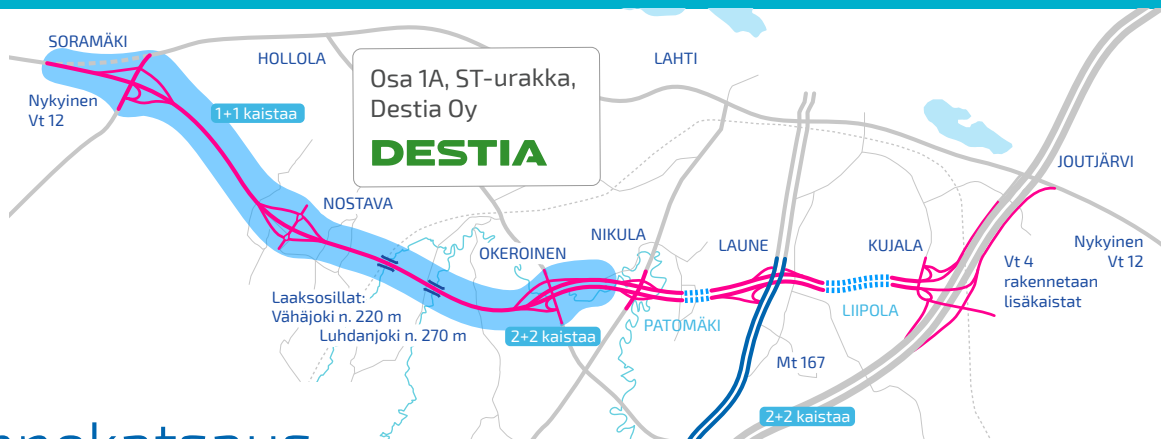 SORAMÄKI
HOLLOLA
LAHTI
Osa 1A, ST-urakka,
Destia Oy
DESTIA
Nykyinen
Vt 12
1+1 kaistaa
JOUTJÄRVI
NOSTAVA
NIKULA
OKEROINEN
LAUNE
KUJALA
Nykyinen
Vt 12
Vt 4
rakennetaan
lisäkaistat
Laaksosillat:
Vähäjoki n. 220 m
Luhdanjoki n. 270 m
2+2 kaistaa
PATOMÄKI
LIIPOLA
Mt 167
2+2 kaistaa